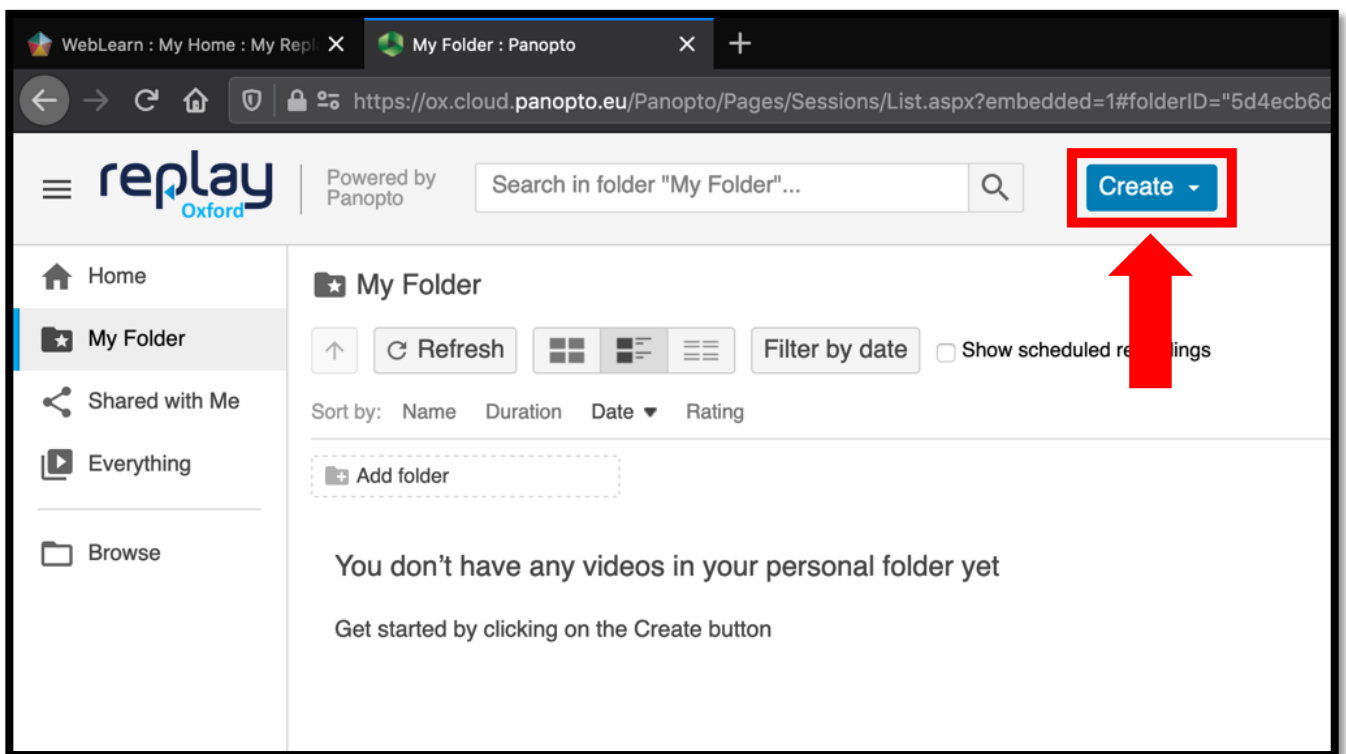 WebLearn : My Home : My Repl
My Folder : Panopto
https://ox.cloud.panopto.eu/Panopto/Pages/Sessions/List.aspx?embedded=1#folderID="5d4ecb6d
replay
Oxford
Powered by
Panopto
Search in folder "My Folder"...
Create
Home
My Folder
Shared with Me
Everything
Browse
My Folder
Refresh
Filter by date
Show scheduled
Sort by: Name Duration Date Rating
Add folder
You don’t have any videos in your personal folder yet
Get started by clicking on the Create button